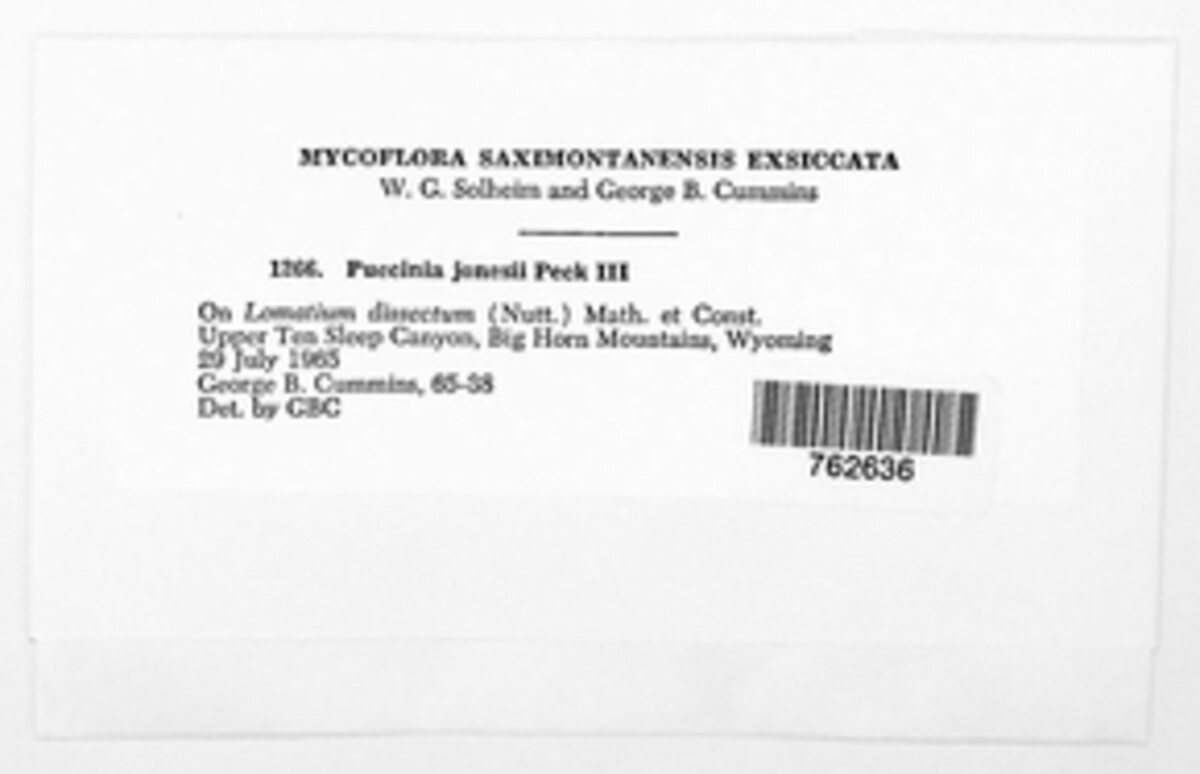 MYCOFLORA SAXIMONTANENSIS EXSICCATA
W. G. Solheim and George B. Cummins
1266. Puccinia jonesii Peck III
On Lomatium dissectum (Nutt.) Math. et Const.
Upper Ten Sleep Canyon, Big Horn Mountains, Wyoming
29 July 1965
George B. Cummins, 65-38
Det. by GBC
762636